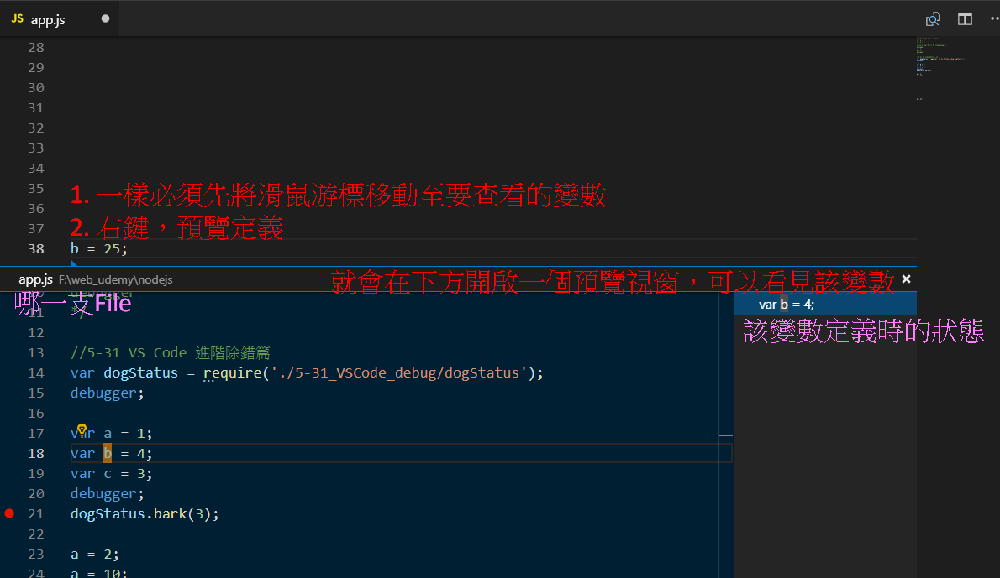 JS app.js
28
29
30
31
32
33
34
35
1. 一樣必須先將滑鼠游標移動至要查看的變數
36
37
2. 右鍵，預覽定義
38 b = 25;
app.js F:\web_udemy\nodejs
就會在下方開啟一個預覽視窗，可以看見該變數
debugger
哪一支File
var b = 4;
11 */
該變數定義時的狀態
12
13 //5-31 VS Code 進階除錯篇
14 var dogStatus = require('./5-31_VSCode_debug/dogStatus');
15 debugger;
16
17 var a = 1;
18 var b = 4;
19 var c = 3;
20 debugger;
21 dogStatus.bark(3);
22
23 a = 2;
24 a = 10;